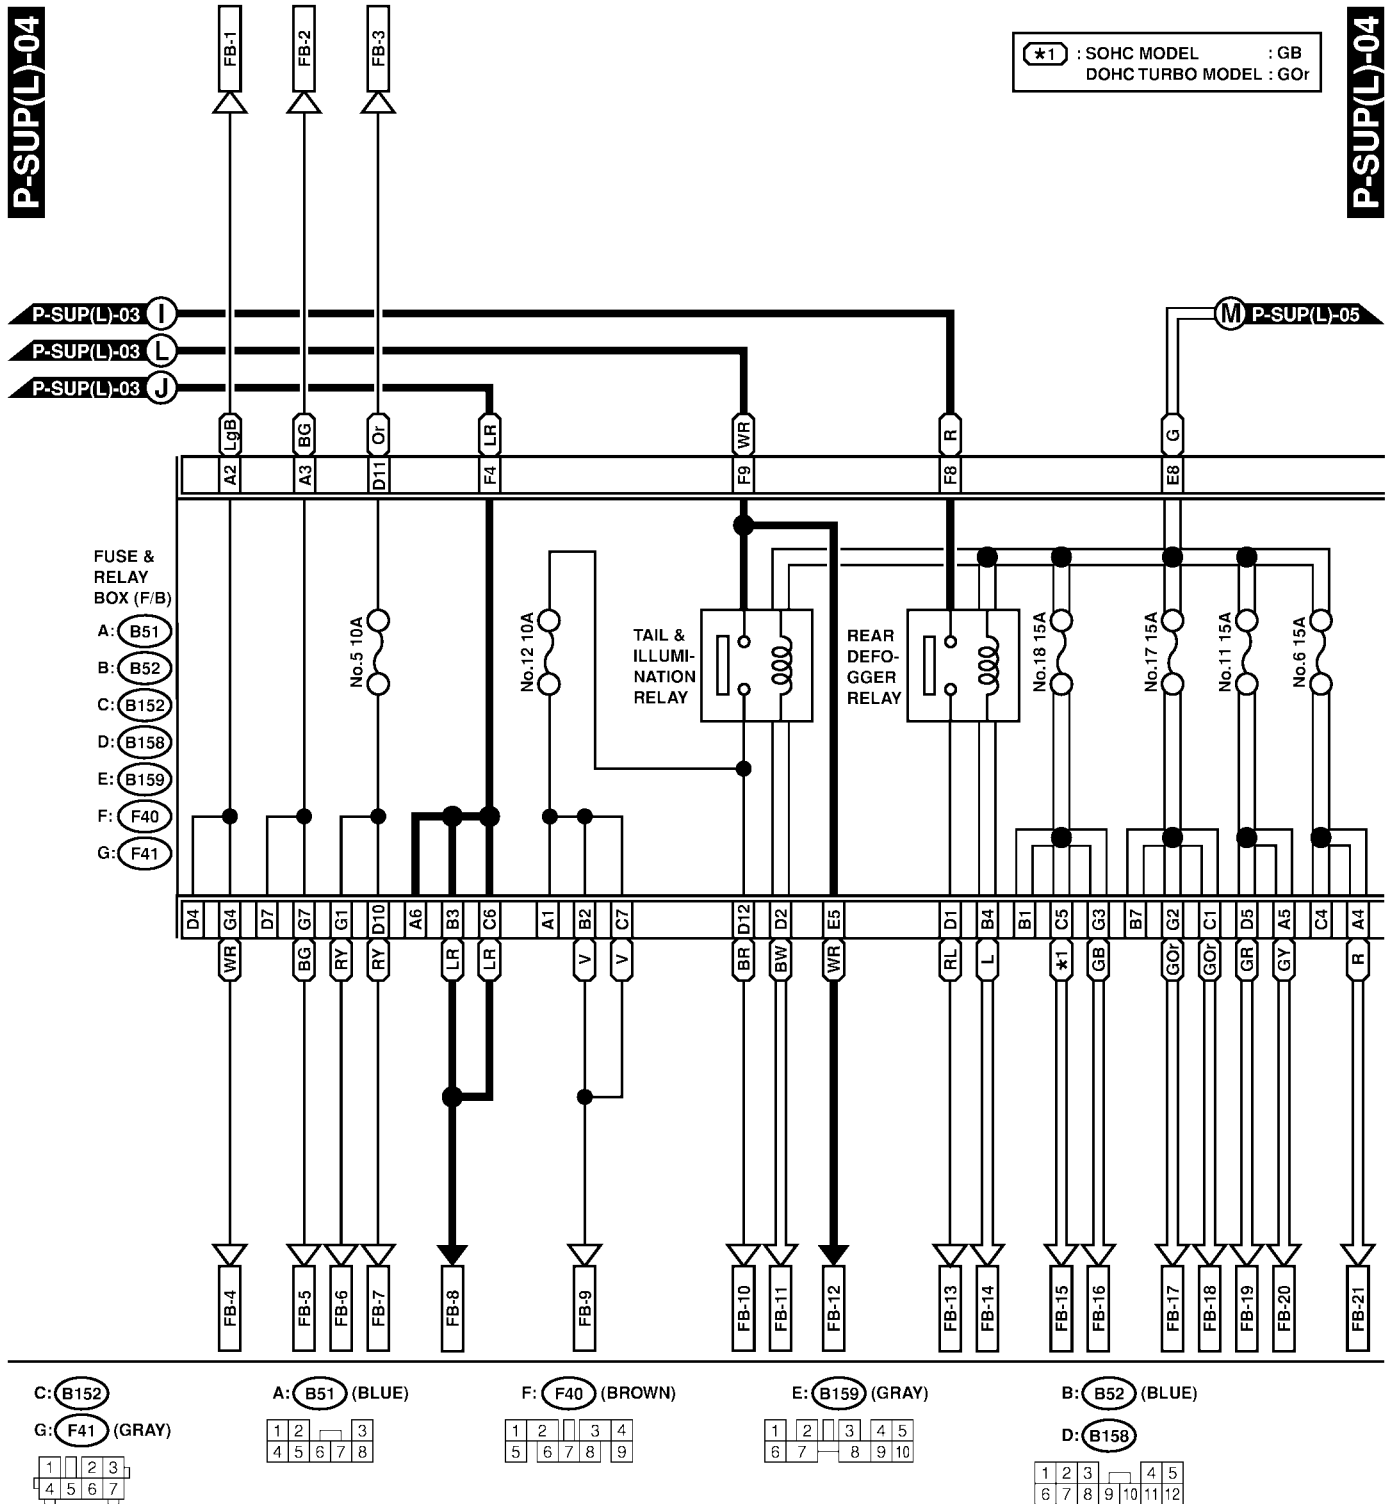 P-SUP(L)-04
P-SUP(L)-04
FB-1
FB-2
FB-3
*1 : SOHC MODEL : GB
DOHC TURBO MODEL : GOr
P-SUP(L)-03 I
P-SUP(L)-03 L
P-SUP(L)-03 J
M P-SUP(L)-05
LgB
BG
Or
LR
WR
R
G
A2
A3
D11
F4
F9
F8
E8
FUSE &
RELAY
BOX (F/B)
A: B51
B: B52
C: B152
D: B158
E: B159
F: F40
G: F41
No.5 10A
No.12 10A
TAIL &
ILLUMI-
NATION
RELAY
REAR
DEFO-
GGER
RELAY
No.18 15A
No.17 15A
No.11 15A
No.6 15A
D4
G4
D7
G7
G1
D10
A6
B3
C6
A1
B2
C7
D12
D2
E5
D1
B4
B1
C5
G3
B7
G2
C1
D5
A5
C4
A4
WR
BG
RY
RY
LR
LR
V
V
BR
BW
WR
RL
L
*1
GB
GOr
GOr
GR
GY
R
FB-4
FB-5
FB-6
FB-7
FB-8
FB-9
FB-10
FB-11
FB-12
FB-13
FB-14
FB-15
FB-16
FB-17
FB-18
FB-19
FB-20
FB-21
C: B152
G: F41 (GRAY)
1 2 3
4 5 6 7
A: B51 (BLUE)
1 2 3
4 5 6 7 8
F: F40 (BROWN)
1 2 3 4
5 6 7 8 9
E: B159 (GRAY)
1 2 3 4 5
6 7 8 9 10
B: B52 (BLUE)
D: B158
1 2 3 4 5
6 7 8 9 10 11 12